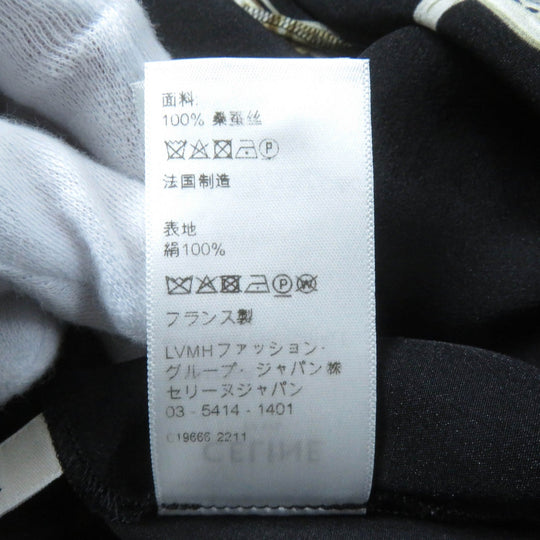 面料:
100% 桑蚕丝
法国制造
表地
絹100%
フランス製
LVMHファッション・
グループ・ジャパン株
セリーヌジャパン
03 - 5414 - 1401
019666 2211
CELINE